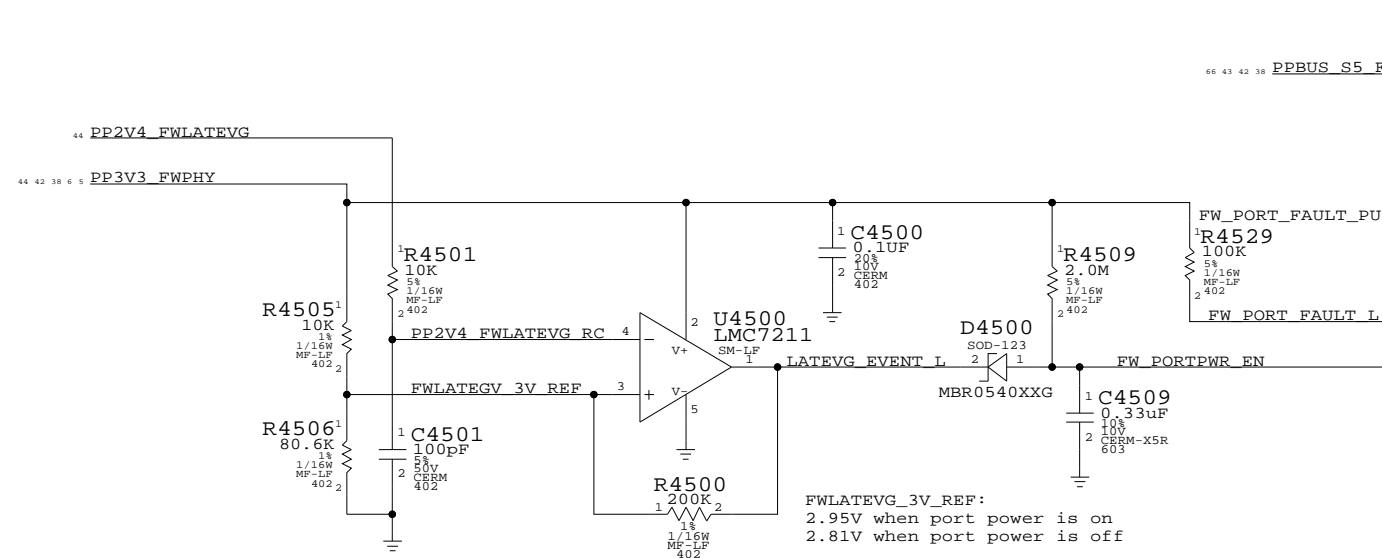 66 43 42 38 PPBUS_S5_F
44 PP2V4_FWLATEVG
44 42 38 6 5 PP3V3_FWPHY
FW_PORT_FAULT_PU
1 R4501
10K
5%
1/16W
MF-LF
2 402
1 C4500
0.1UF
20%
10V
2 CERM
402
1 R4509
2.0M
5%
1/16W
MF-LF
2 402
1 R4529
100K
5%
1/16W
MF-LF
2 402
R4505 1
10K
1%
1/16W
MF-LF
402 2
PP2V4_FWLATEVG_RC 4
2 U4500
LMC7211
SM-LF
V+
1
V-
5
LATEVG_EVENT_L
D4500
SOD-123
2 1
MBR0540XXG
FW_PORT_FAULT_L
FW_PORTPWR_EN
FWLATEGV_3V_REF 3
R4506 1
80.6K
1%
1/16W
MF-LF
402 2
1 C4501
100pF
5%
50V
2 CERM
402
1 C4509
0.33uF
10%
10V
2 CERM-X5R
603
R4500
1 200K 2
1%
1/16W
MF-LF
402
FWLATEVG_3V_REF:
2.95V when port power is on
2.81V when port power is off